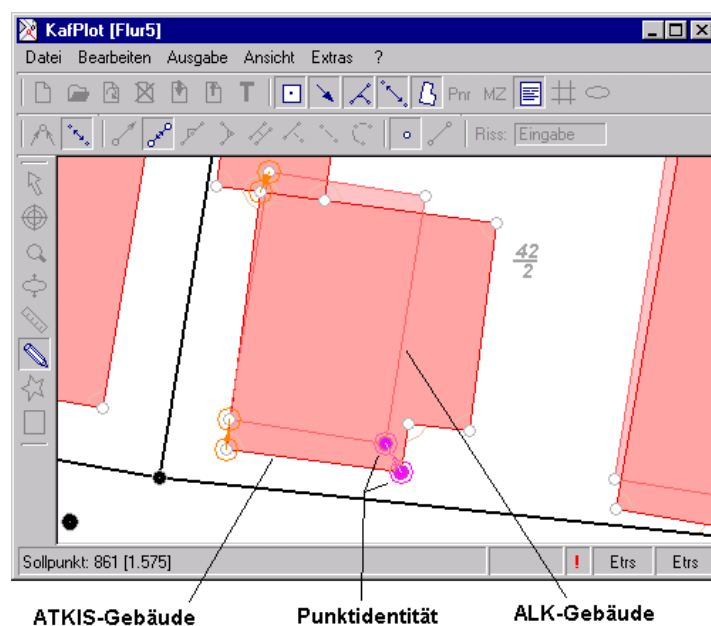 KafPlot [Flur5]
Datei Bearbeiten Ausgabe Ansicht Extras ?
T Pnr MZ
Riss: Eingabe
42
2
Sollpunkt: 861 [1.575] ! Etrs Etrs
ATKIS-Gebäude Punktidentität ALK-Gebäude